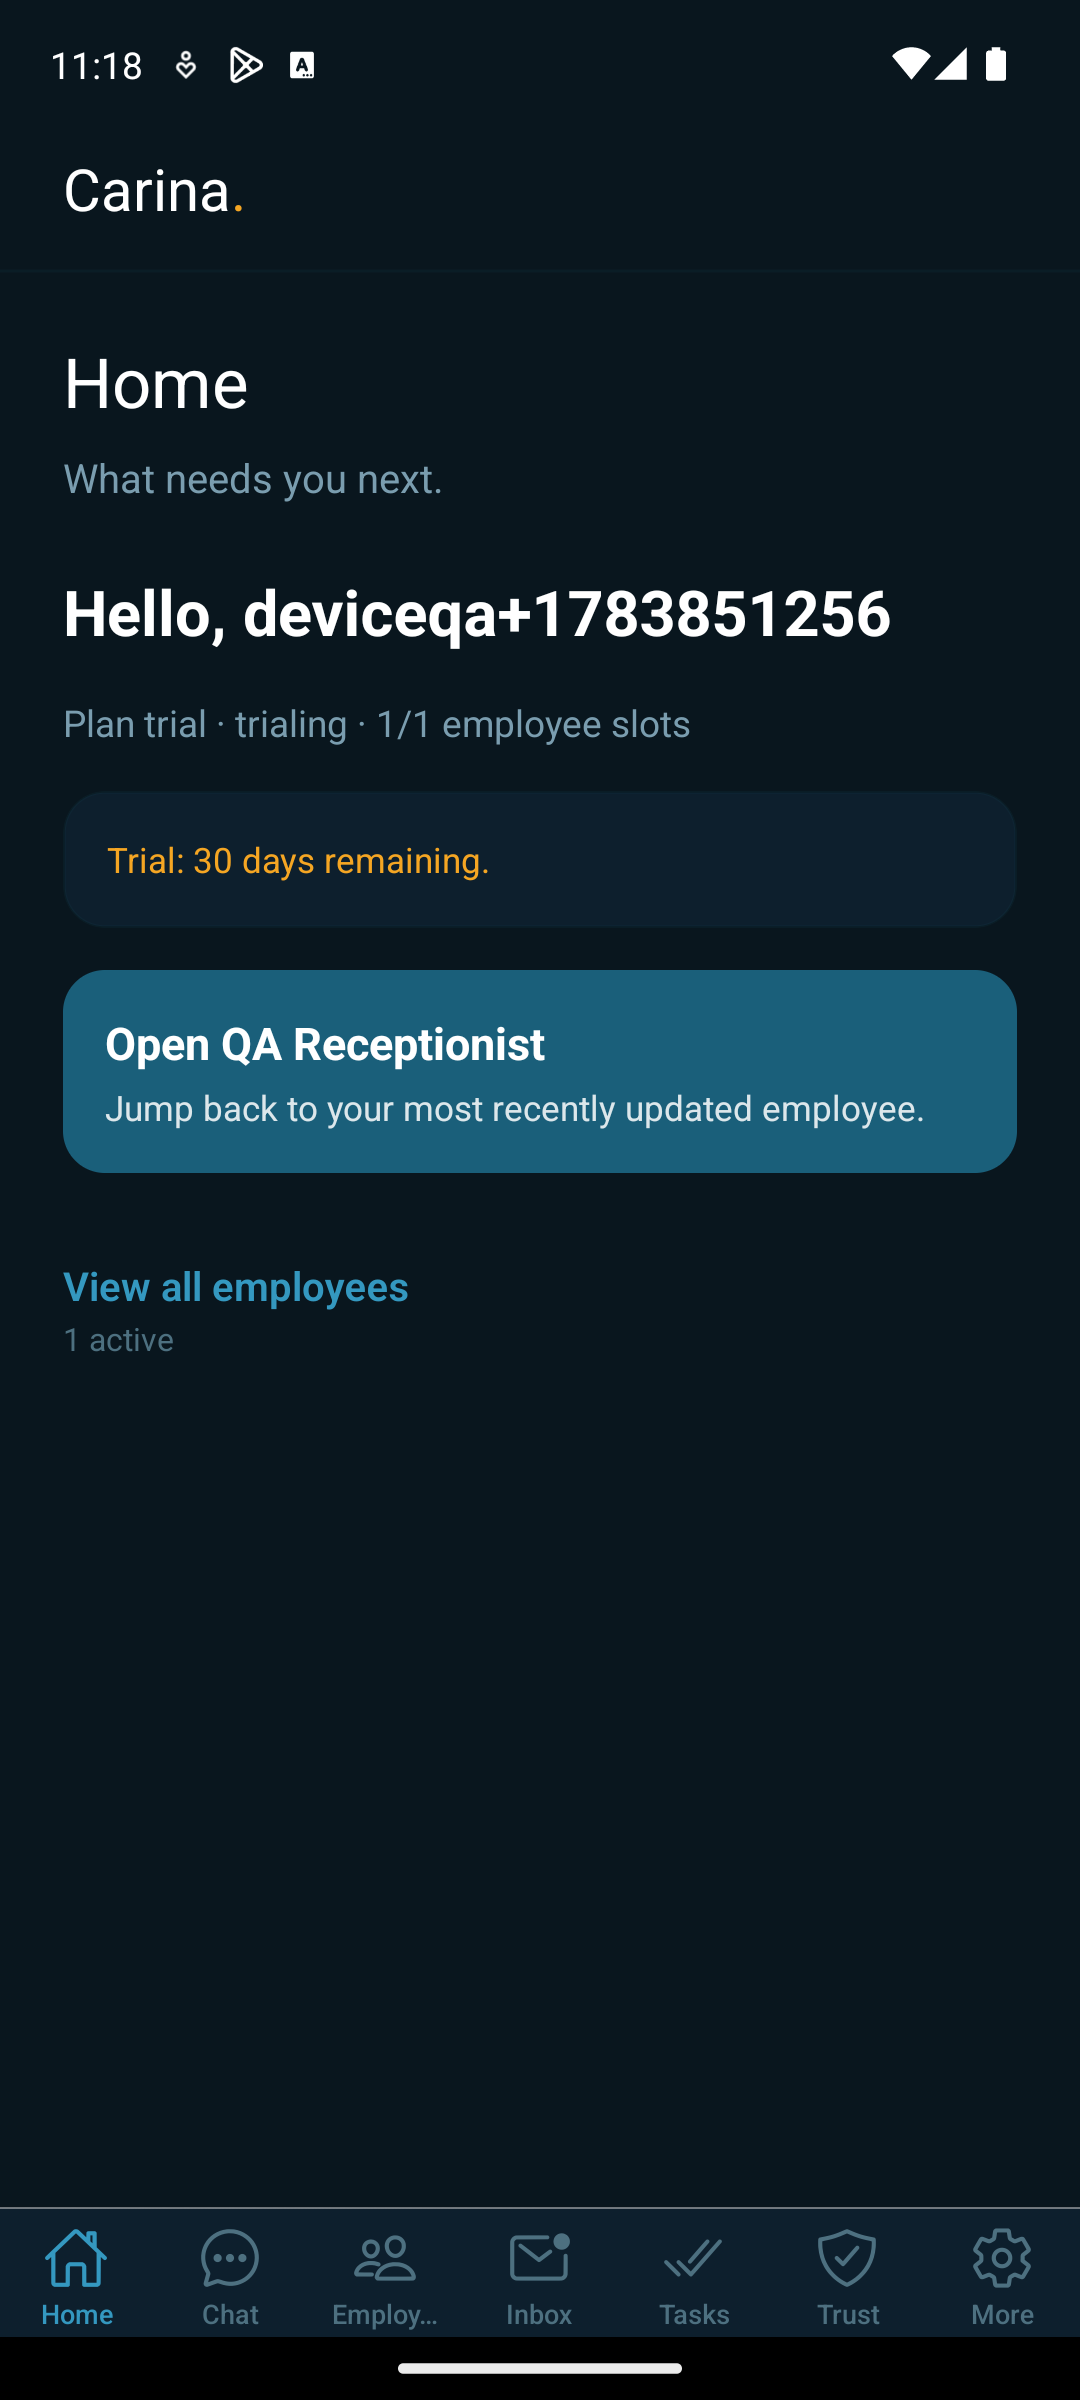 11:18
Carina.
Home
What needs you next.
Hello, deviceqa+1783851256
Plan trial · trialing · 1/1 employee slots
Trial: 30 days remaining.
Open QA Receptionist
Jump back to your most recently updated employee.
View all employees
1 active
Home Chat Employ... Inbox Tasks Trust More